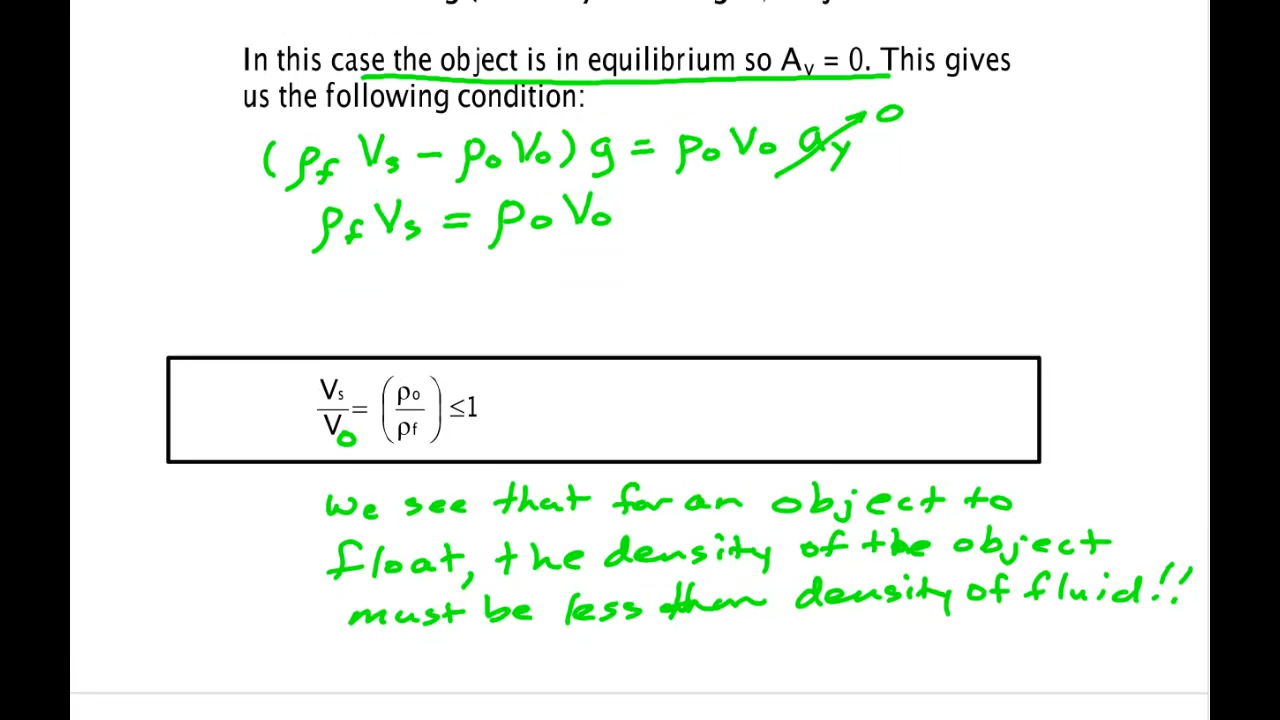 In this case the object is in equilibrium so Aᵥ = 0. This gives
us the following condition:
(ρf Vs − ρo Vo) g = ρo Vo ay 0
ρf Vs = ρo Vo
Vs/Vo = (ρo/ρf) ≤1
We see that for an object to
float, the density of the object
must be less than density of fluid!!